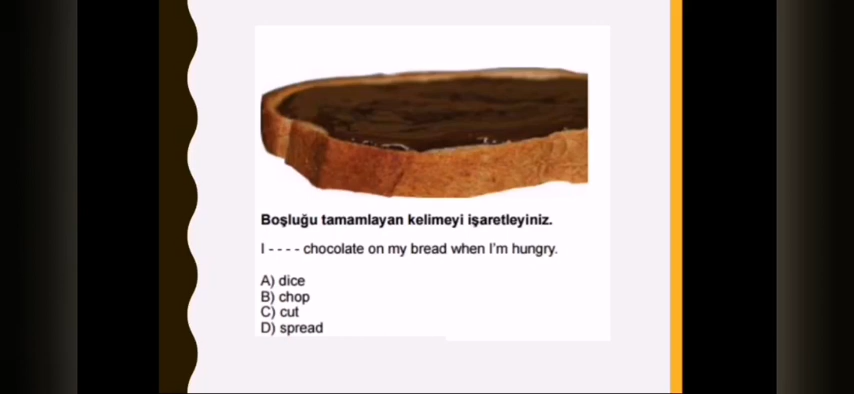 Boşluğu tamamlayan kelimeyi işaretleyiniz.
I - - - - chocolate on my bread when I'm hungry.
A) dice
B) chop
C) cut
D) spread